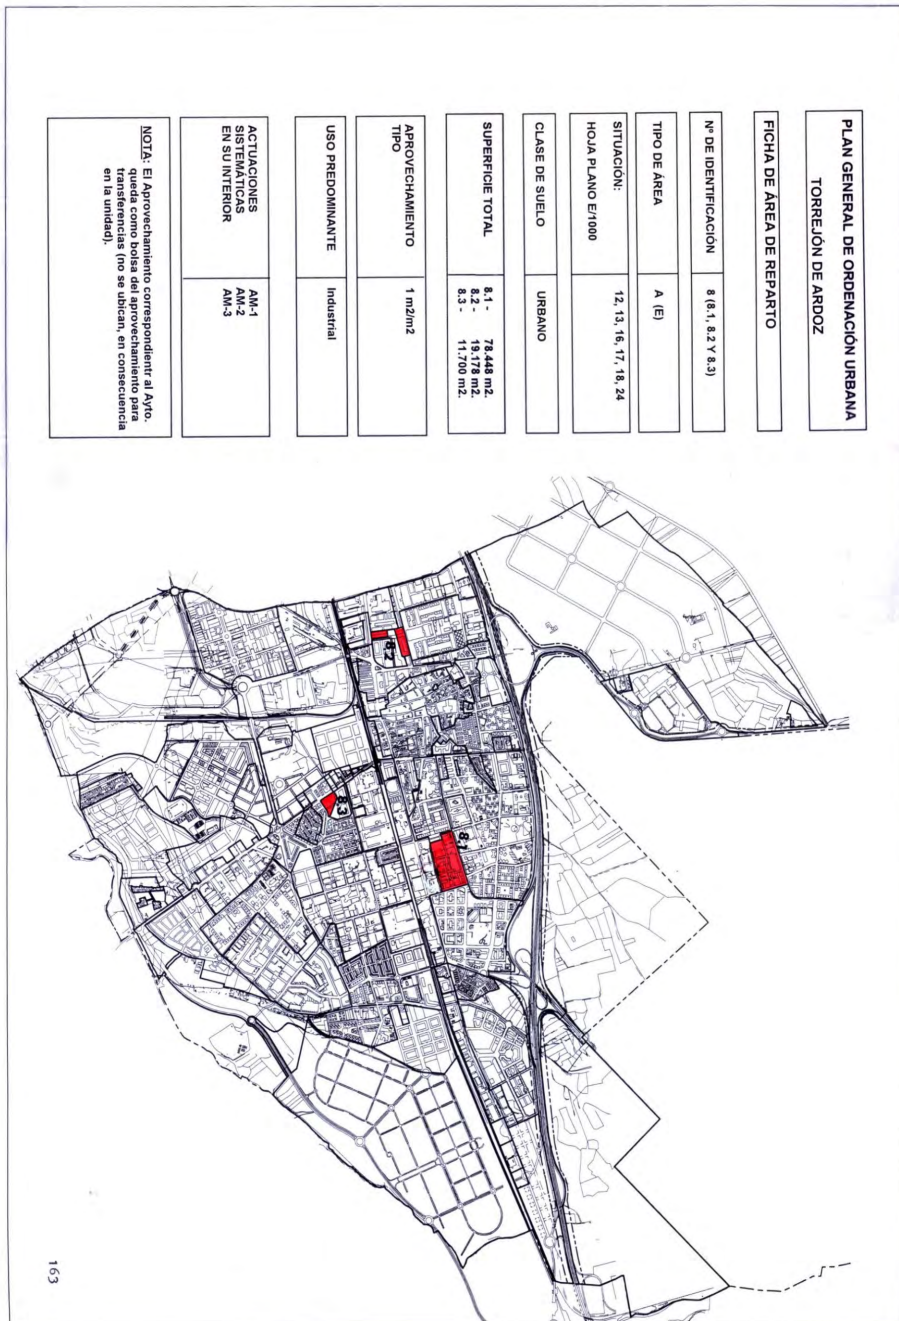 PLAN GENERAL DE ORDENACIÓN URBANA
TORREJÓN DE ARDOZ
FICHA DE ÁREA DE REPARTO
Nº DE IDENTIFICACIÓN 8 (8.1, 8.2 Y 8.3)
TIPO DE ÁREA A (E)
SITUACIÓN:
HOJA PLANO E/1000 12, 13, 16, 17, 18, 24
CLASE DE SUELO URBANO
SUPERFICIE TOTAL 8.1 - 78.448 m2.
8.2 - 19.178 m2.
8.3 - 11.700 m2.
APROVECHAMIENTO 1 m2/m2
TIPO
USO PREDOMINANTE Industrial
ACTUACIONES AM-1
SISTEMÁTICAS AM-2
EN SU INTERIOR AM-3
NOTA: El Aprovechamiento correspondientr al Ayto.
queda como bolsa del aprovechamiento para
transferencias (no se ubican, en consecuencia
en la unidad).
8.2
8.1
8.3
163